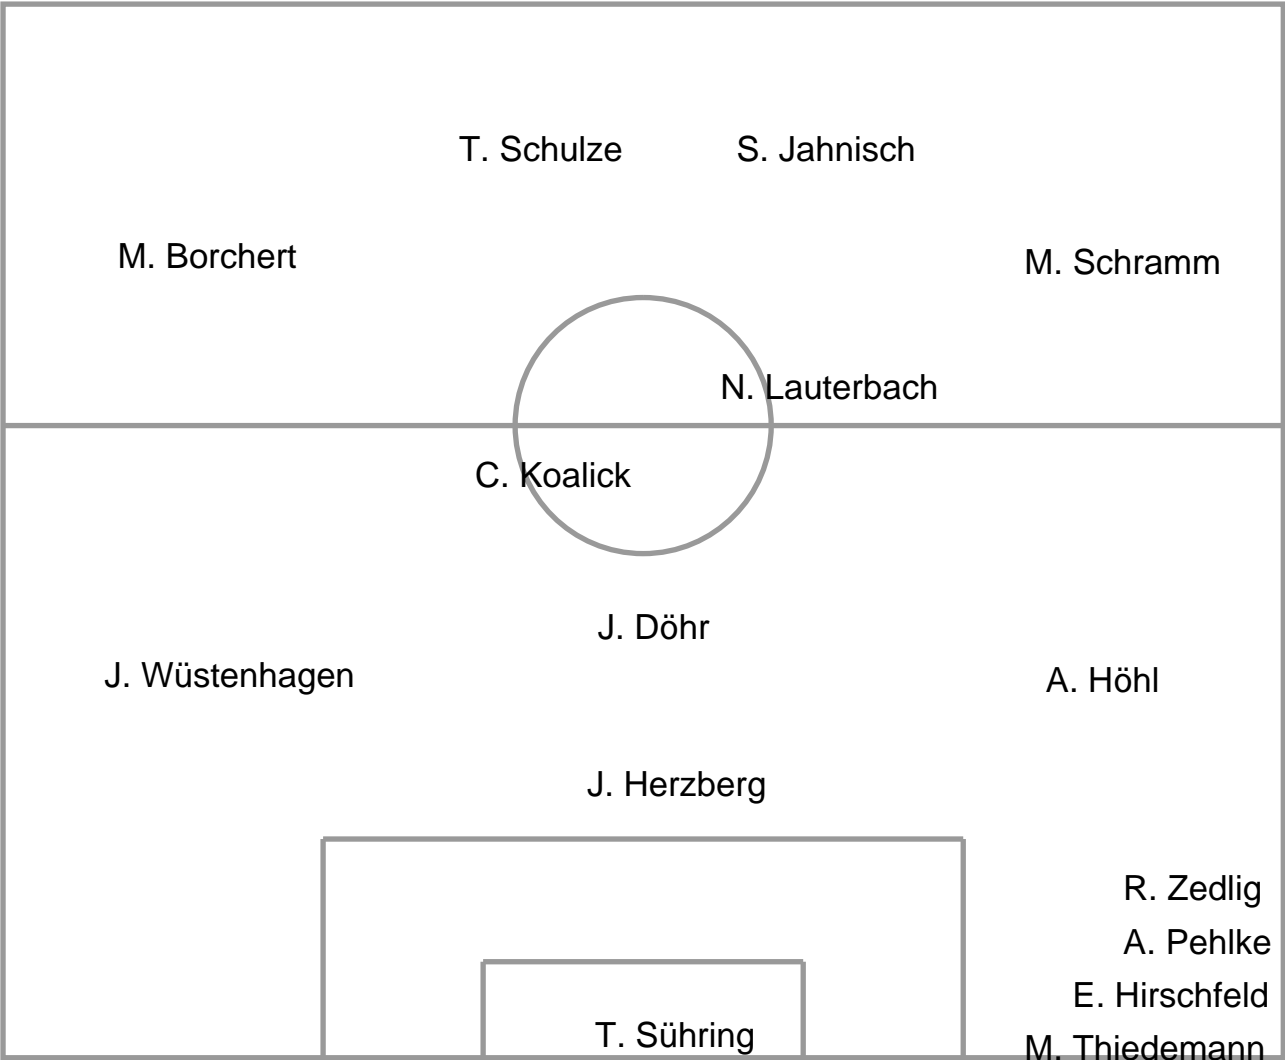 T. Schulze
S. Jahnisch
M. Borchert
M. Schramm
N. Lauterbach
C. Koalick
J. Döhr
J. Wüstenhagen
A. Höhl
J. Herzberg
R. Zedlig
A. Pehlke
E. Hirschfeld
T. Sühring
M. Thiedemann